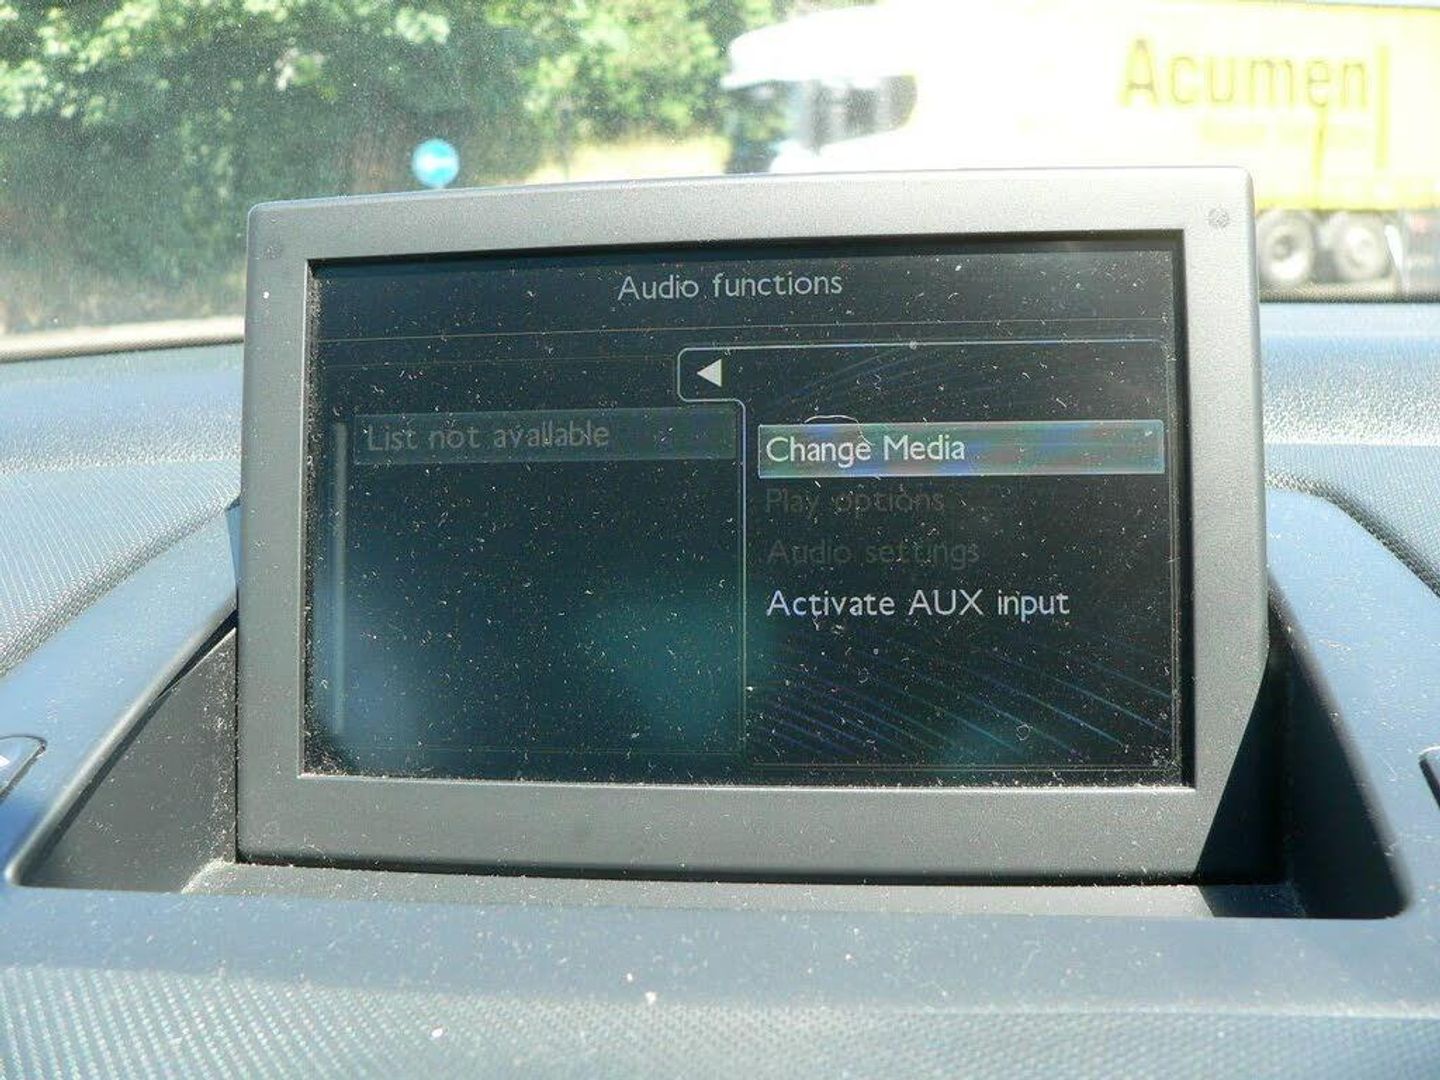 Acumen
Audio functions
List not available
Change Media
Play options
Audio settings
Activate AUX input